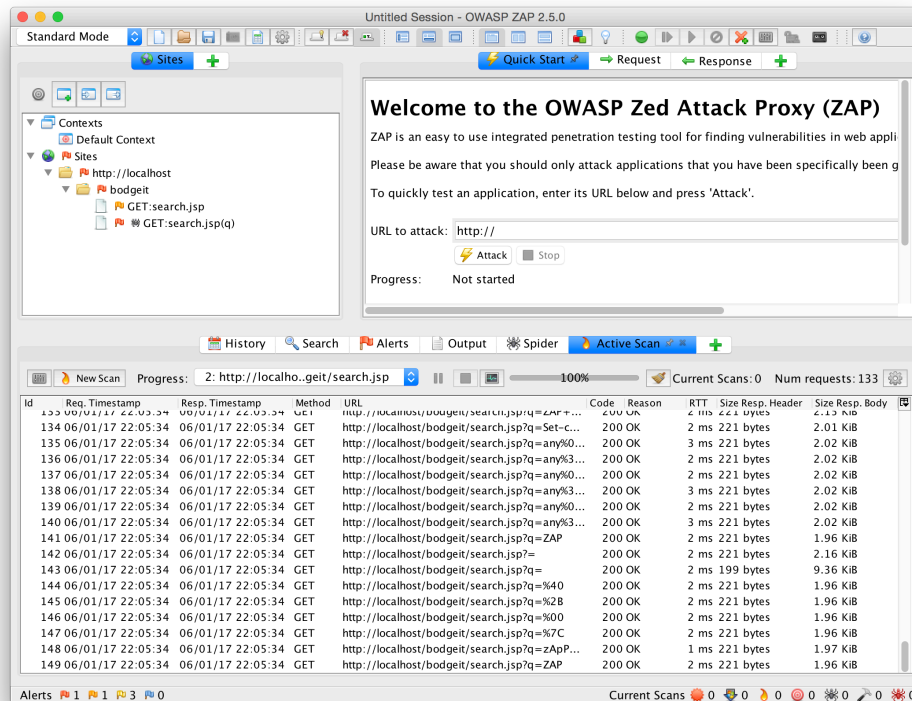 Untitled Session - OWASP ZAP 2.5.0
Standard Mode
Sites
Quick Start
Request
Response
Contexts
Default Context
Sites
http://localhost
bodgeit
GET:search.jsp
GET:search.jsp(q)
Welcome to the OWASP Zed Attack Proxy (ZAP)
ZAP is an easy to use integrated penetration testing tool for finding vulnerabilities in web appli
Please be aware that you should only attack applications that you have been specifically been g
To quickly test an application, enter its URL below and press 'Attack'.
URL to attack: http://
Attack Stop
Progress: Not started
History Search Alerts Output Spider Active Scan
New Scan Progress: 2: http://localho..geit/search.jsp 100% Current Scans: 0 Num requests: 133
Id Req. Timestamp Resp. Timestamp Method URL Code Reason RTT Size Resp. Header Size Resp. Body
133 06/01/17 22:05:34 06/01/17 22:05:34 GET http://localhost/bodgeit/search.jsp?q=ZAP+... 200 OK 2 ms 221 bytes 2.15 KiB
134 06/01/17 22:05:34 06/01/17 22:05:34 GET http://localhost/bodgeit/search.jsp?q=Set-c... 200 OK 2 ms 221 bytes 2.01 KiB
135 06/01/17 22:05:34 06/01/17 22:05:34 GET http://localhost/bodgeit/search.jsp?q=any%0... 200 OK 3 ms 221 bytes 2.02 KiB
136 06/01/17 22:05:34 06/01/17 22:05:34 GET http://localhost/bodgeit/search.jsp?q=any%3... 200 OK 2 ms 221 bytes 2.02 KiB
137 06/01/17 22:05:34 06/01/17 22:05:34 GET http://localhost/bodgeit/search.jsp?q=any%0... 200 OK 2 ms 221 bytes 2.02 KiB
138 06/01/17 22:05:34 06/01/17 22:05:34 GET http://localhost/bodgeit/search.jsp?q=any%3... 200 OK 3 ms 221 bytes 2.02 KiB
139 06/01/17 22:05:34 06/01/17 22:05:34 GET http://localhost/bodgeit/search.jsp?q=any%0... 200 OK 2 ms 221 bytes 2.02 KiB
140 06/01/17 22:05:34 06/01/17 22:05:34 GET http://localhost/bodgeit/search.jsp?q=any%3... 200 OK 3 ms 221 bytes 2.02 KiB
141 06/01/17 22:05:34 06/01/17 22:05:34 GET http://localhost/bodgeit/search.jsp?q=ZAP 200 OK 2 ms 221 bytes 1.96 KiB
142 06/01/17 22:05:34 06/01/17 22:05:34 GET http://localhost/bodgeit/search.jsp?= 200 OK 2 ms 221 bytes 2.16 KiB
143 06/01/17 22:05:34 06/01/17 22:05:34 GET http://localhost/bodgeit/search.jsp?q= 200 OK 2 ms 199 bytes 9.36 KiB
144 06/01/17 22:05:34 06/01/17 22:05:34 GET http://localhost/bodgeit/search.jsp?q=%40 200 OK 2 ms 221 bytes 1.96 KiB
145 06/01/17 22:05:34 06/01/17 22:05:34 GET http://localhost/bodgeit/search.jsp?q=%2B 200 OK 2 ms 221 bytes 1.96 KiB
146 06/01/17 22:05:34 06/01/17 22:05:34 GET http://localhost/bodgeit/search.jsp?q=%00 200 OK 2 ms 221 bytes 1.96 KiB
147 06/01/17 22:05:34 06/01/17 22:05:34 GET http://localhost/bodgeit/search.jsp?q=%7C 200 OK 2 ms 221 bytes 1.96 KiB
148 06/01/17 22:05:34 06/01/17 22:05:34 GET http://localhost/bodgeit/search.jsp?q=zApP... 200 OK 1 ms 221 bytes 1.97 KiB
149 06/01/17 22:05:34 06/01/17 22:05:34 GET http://localhost/bodgeit/search.jsp?q=ZAP 200 OK 2 ms 221 bytes 1.96 KiB
Alerts 1 1 3 0 Current Scans 0 0 0 0 0 0 0